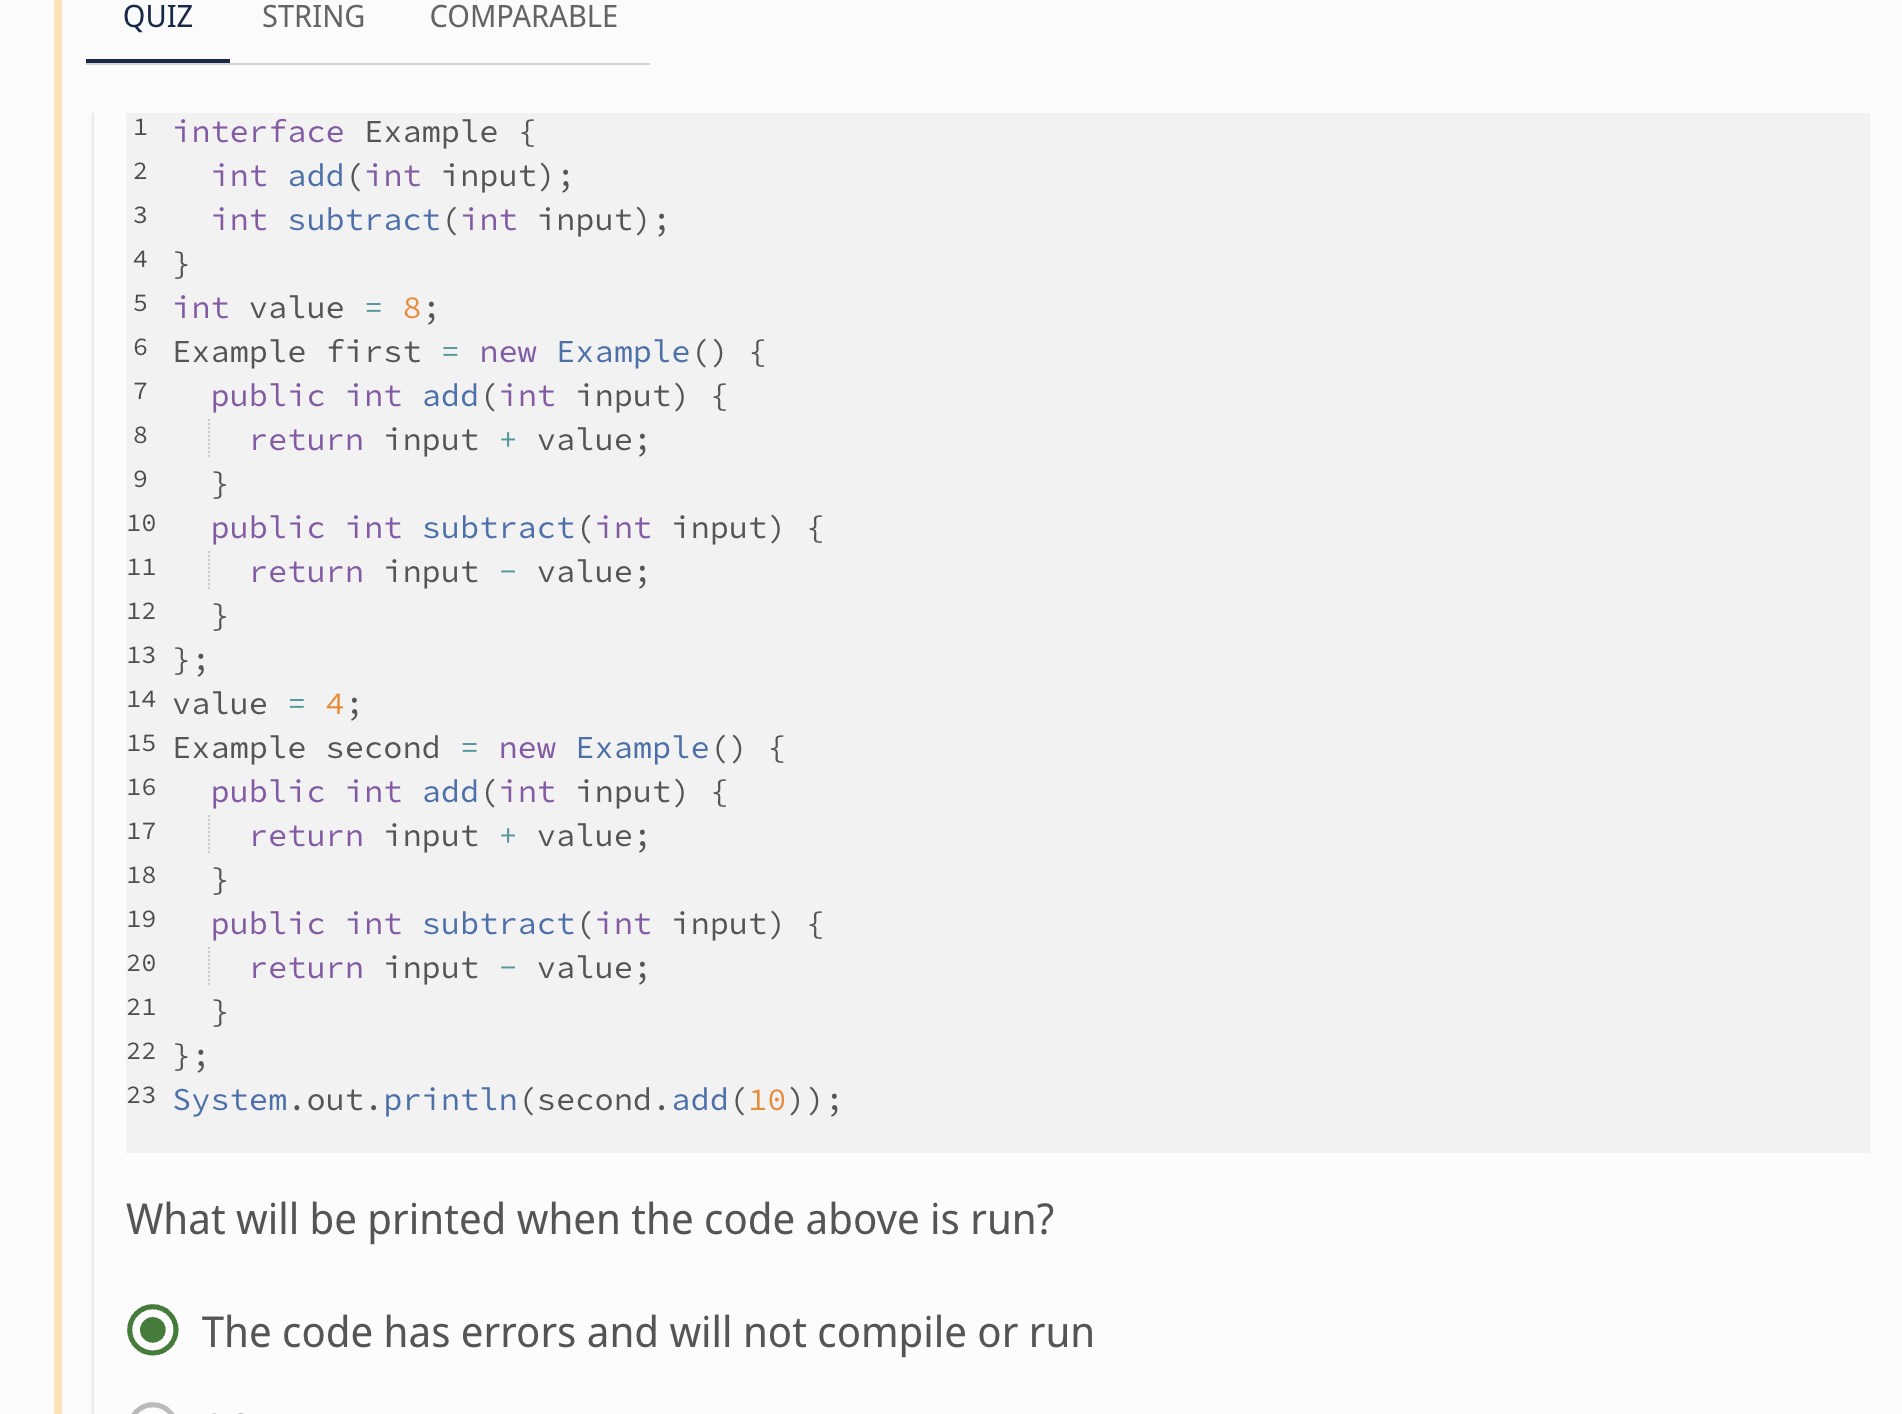 QUIZ STRING COMPARABLE
1 interface Example {
2   int add(int input);
3   int subtract(int input);
4 }
5 int value = 8;
6 Example first = new Example() {
7   public int add(int input) {
8     return input + value;
9   }
10   public int subtract(int input) {
11     return input - value;
12   }
13 };
14 value = 4;
15 Example second = new Example() {
16   public int add(int input) {
17     return input + value;
18   }
19   public int subtract(int input) {
20     return input - value;
21   }
22 };
23 System.out.println(second.add(10));
What will be printed when the code above is run?
The code has errors and will not compile or run